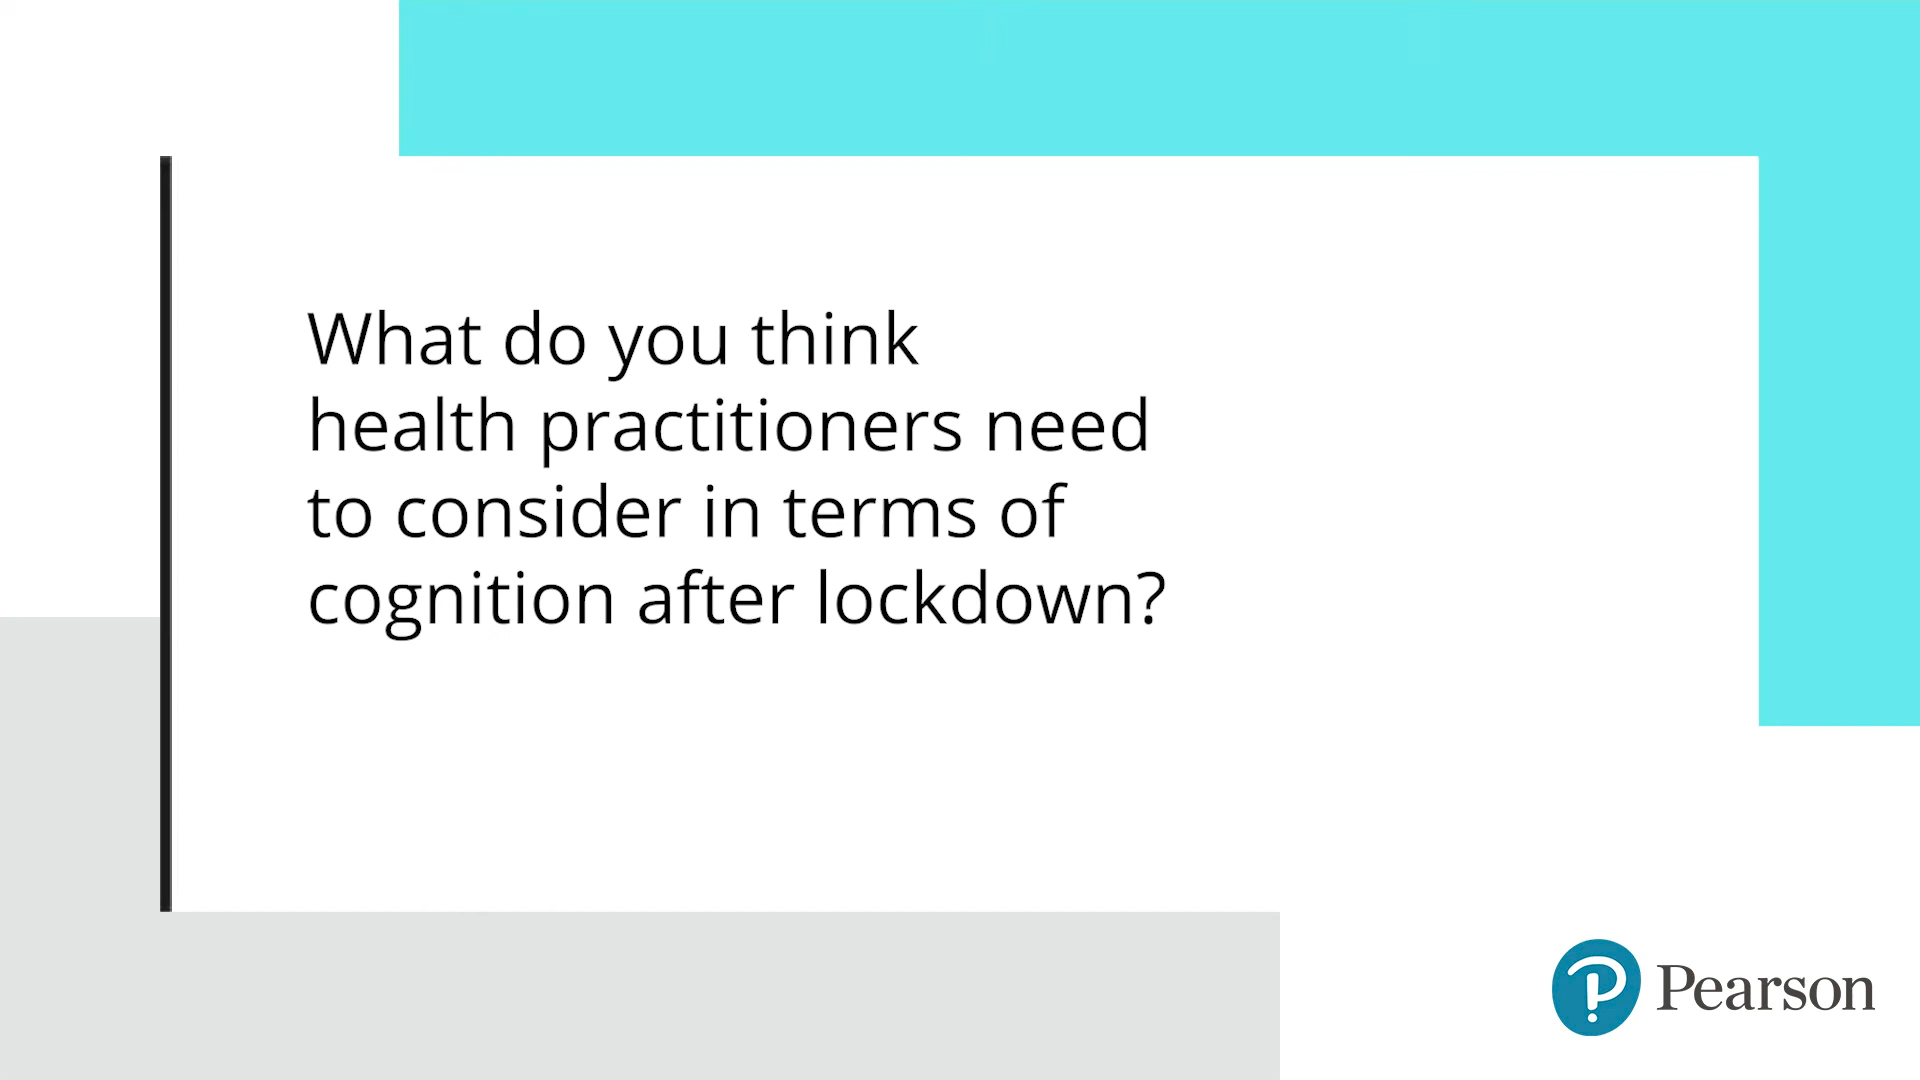 What do you think
health practitioners need
to consider in terms of
cognition after lockdown?
Pearson